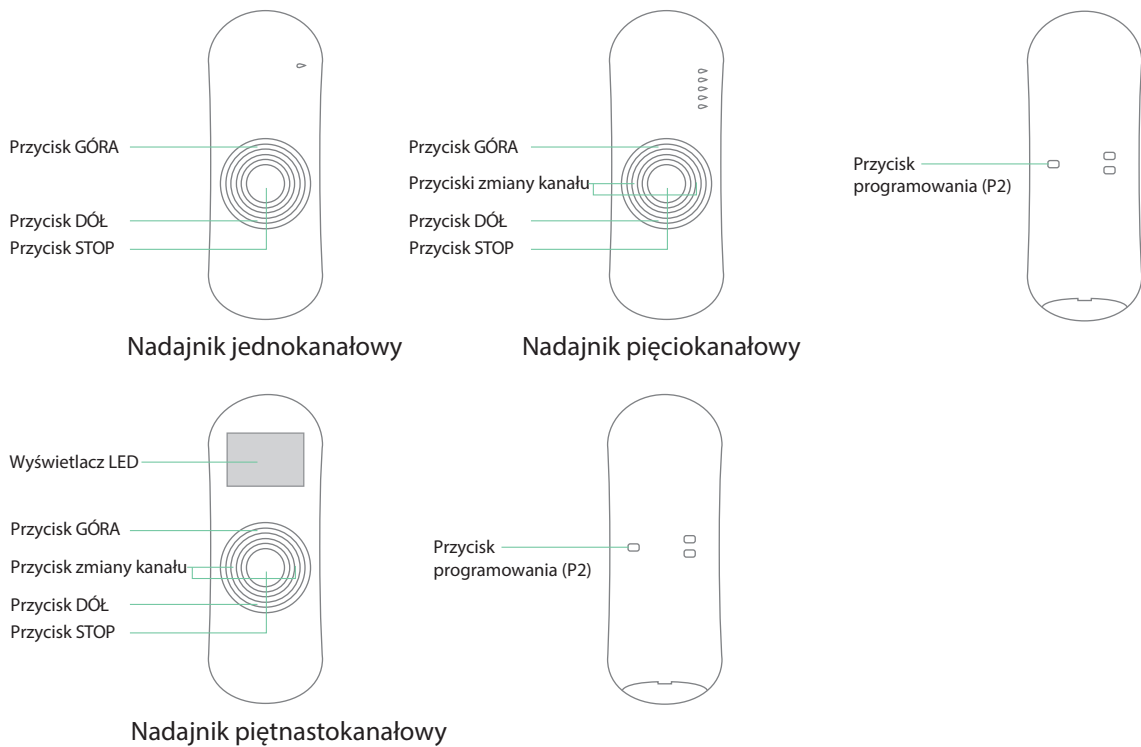 Przycisk GÓRA
Przycisk DÓŁ
Przycisk STOP
Nadajnik jednokanałowy
Przycisk GÓRA
Przyciski zmiany kanału
Przycisk DÓŁ
Przycisk STOP
Nadajnik pięciokanałowy
Przycisk
programowania (P2)
Wyświetlacz LED
Przycisk GÓRA
Przycisk zmiany kanału
Przycisk DÓŁ
Przycisk STOP
Nadajnik piętnastokanałowy
Przycisk
programowania (P2)